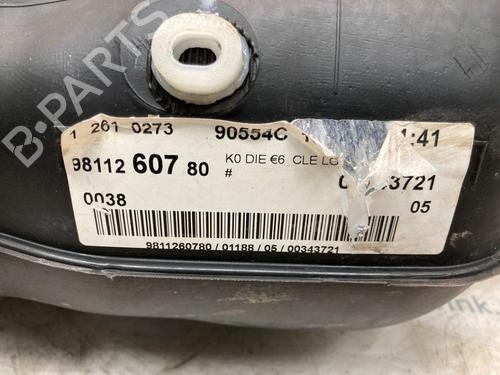 B-PARTS
1 261 0273 90554C 1:41
98112 607 80 K0 DIE €6 CLE LG
# 3721
0038 05
9811260780 / 01188 / 05 / 00343721